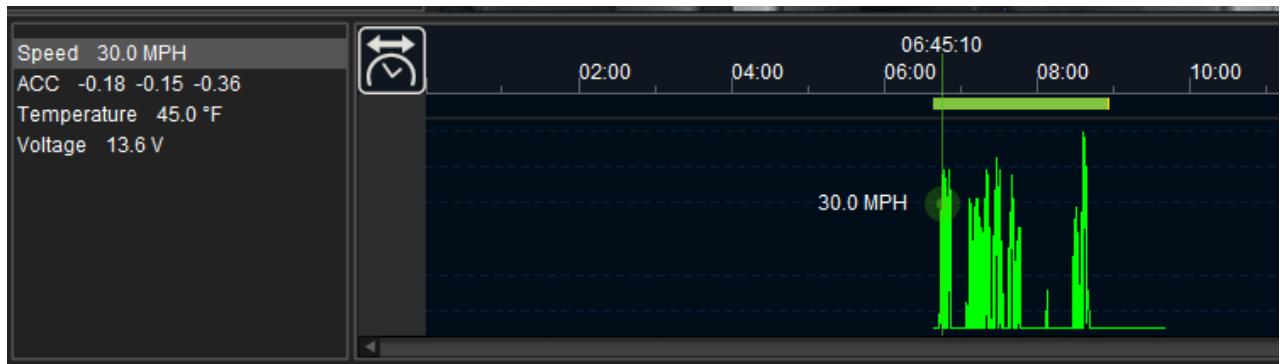 Speed 30.0 MPH
ACC -0.18 -0.15 -0.36
Temperature 45.0 °F
Voltage 13.6 V
06:45:10
02:00 04:00 06:00 08:00 10:00
30.0 MPH